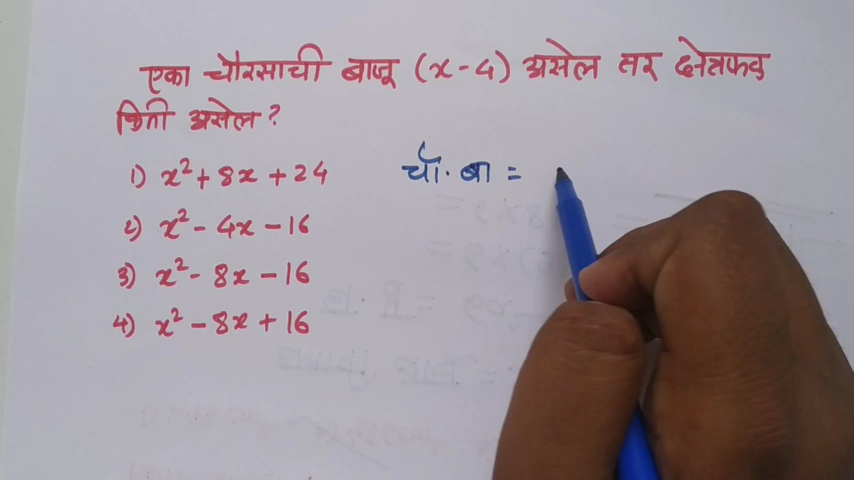 एका चौरसाची बाजू (x-4) असेल तर क्षेत्रफळ
किती असेल?
1) x² + 8x + 24
2) x² - 4x - 16
3) x² - 8x - 16
4) x² - 8x + 16
चौ. बा =